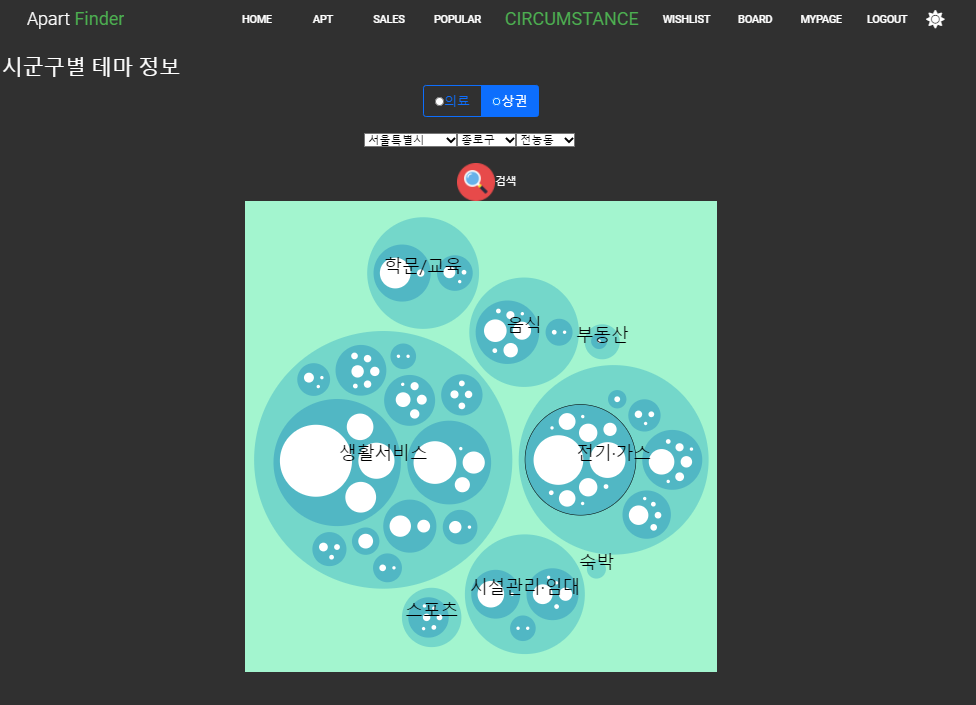 Apart Finder HOME APT SALES POPULAR CIRCUMSTANCE WISHLIST BOARD MYPAGE LOGOUT
시군구별 테마 정보
의료 상권
서울특별시 종로구 전농동
검색
학문/교육
음식
부동산
생활서비스
전기·가스
숙박
시설관리·임대
스포츠